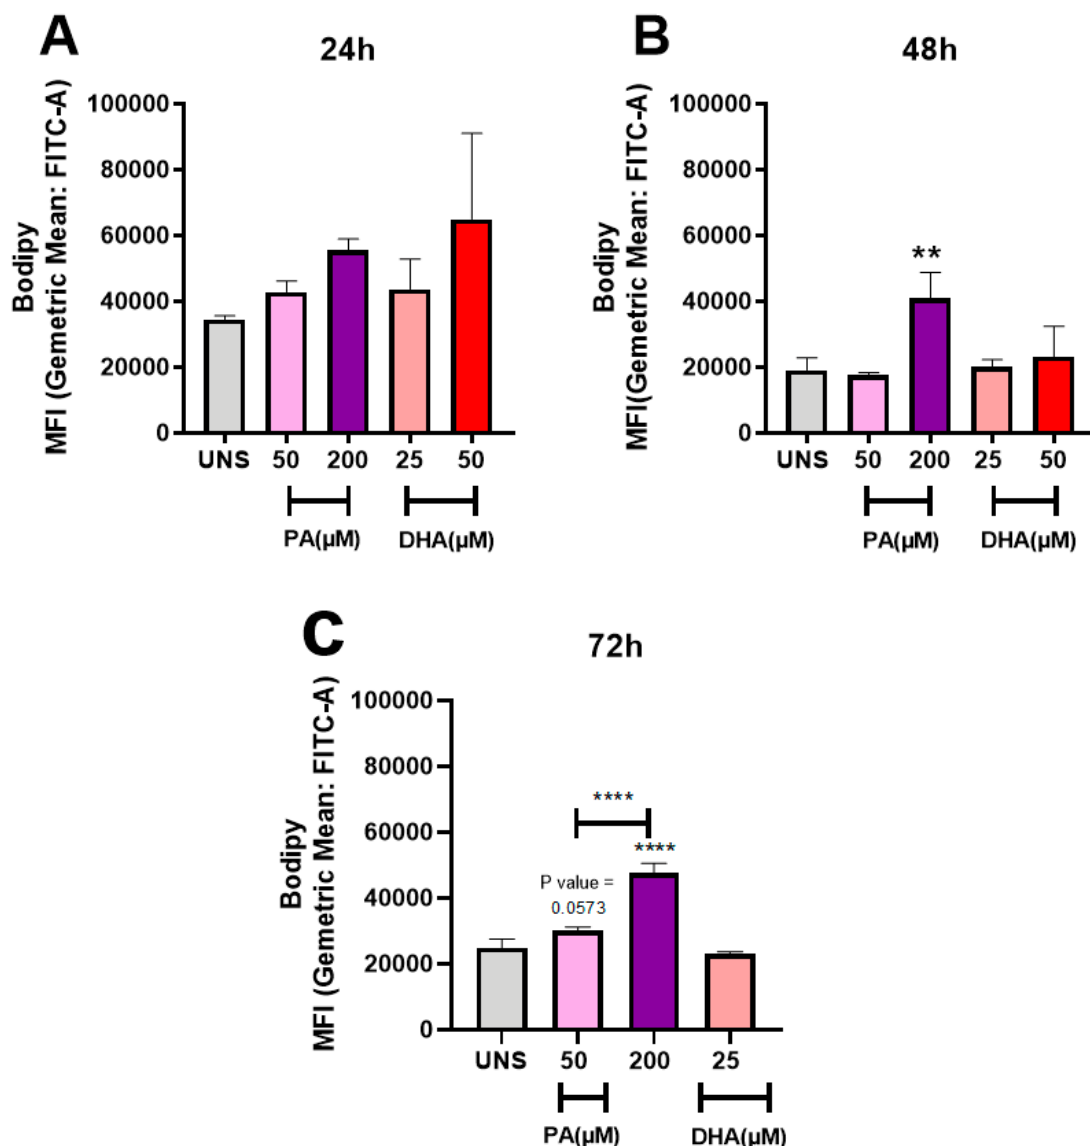 A
24h
Bodipy
MFI (Gemetric Mean: FITC-A)
100000
80000
60000
40000
20000
0
UNS 50 200 25 50
PA(µM) DHA(µM)
B
48h
Bodipy
MFI(Gemetric Mean: FITC-A)
100000
80000
60000
40000
20000
0
**
UNS 50 200 25 50
PA(µM) DHA(µM)
C
72h
Bodipy
MFI (Gemetric Mean: FITC-A)
100000
80000
60000
40000
20000
0
****
****
P value =
0.0573
UNS 50 200 25
PA(µM) DHA(µM)